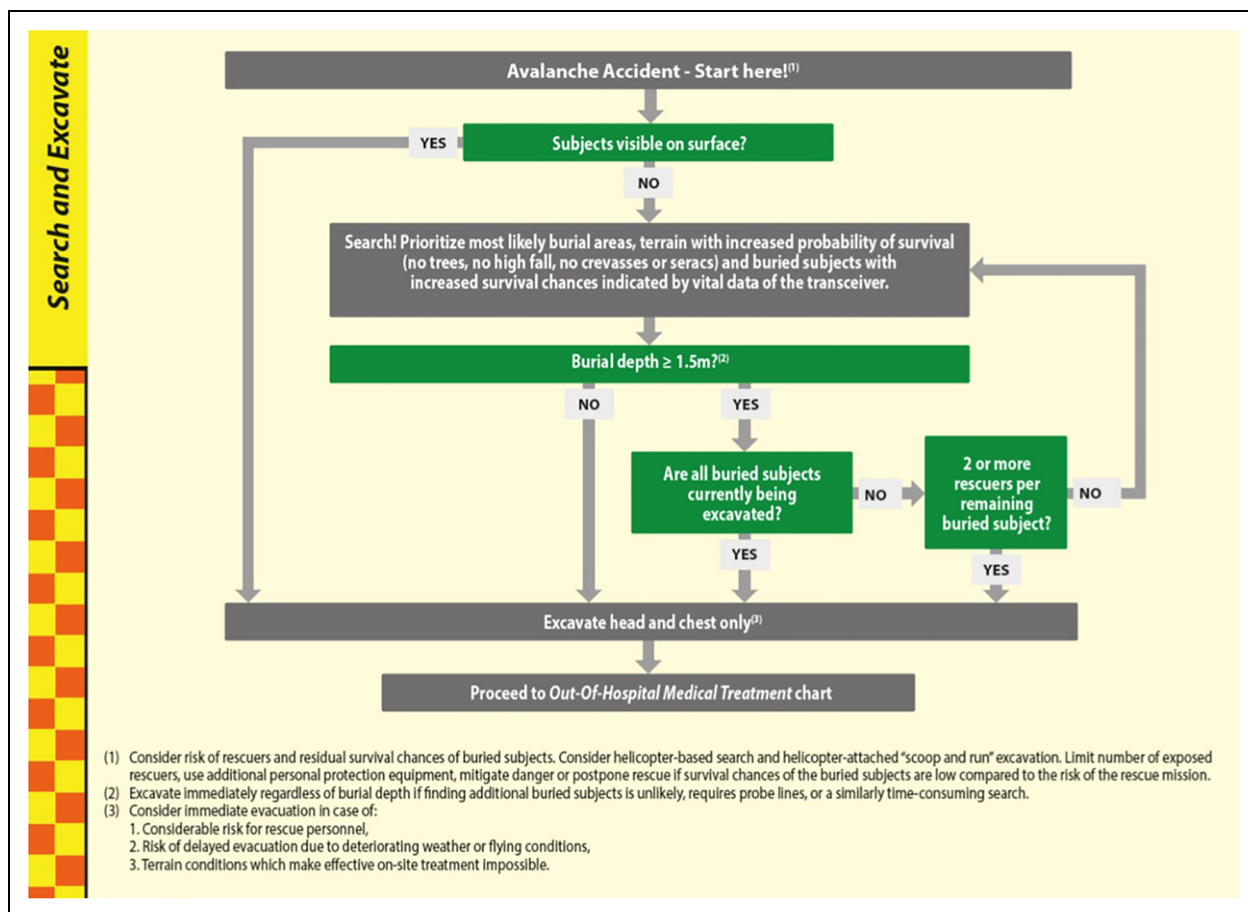 Search and Excavate
Avalanche Accident - Start here!(1)
YES
Subjects visible on surface?
NO
Search! Prioritize most likely burial areas, terrain with increased probability of survival
(no trees, no high fall, no crevasses or seracs) and buried subjects with
increased survival chances indicated by vital data of the transceiver.
Burial depth ≥ 1.5m?(2)
NO
YES
Are all buried subjects
currently being
excavated?
NO
2 or more
rescuers per
remaining
buried subject?
NO
YES
YES
Excavate head and chest only(3)
Proceed to Out-Of-Hospital Medical Treatment chart
(1) Consider risk of rescuers and residual survival chances of buried subjects. Consider helicopter-based search and helicopter-attached “scoop and run” excavation. Limit number of exposed
rescuers, use additional personal protection equipment, mitigate danger or postpone rescue if survival chances of the buried subjects are low compared to the risk of the rescue mission.
(2) Excavate immediately regardless of burial depth if finding additional buried subjects is unlikely, requires probe lines, or a similarly time-consuming search.
(3) Consider immediate evacuation in case of:
1. Considerable risk for rescue personnel,
2. Risk of delayed evacuation due to deteriorating weather or flying conditions,
3. Terrain conditions which make effective on-site treatment impossible.